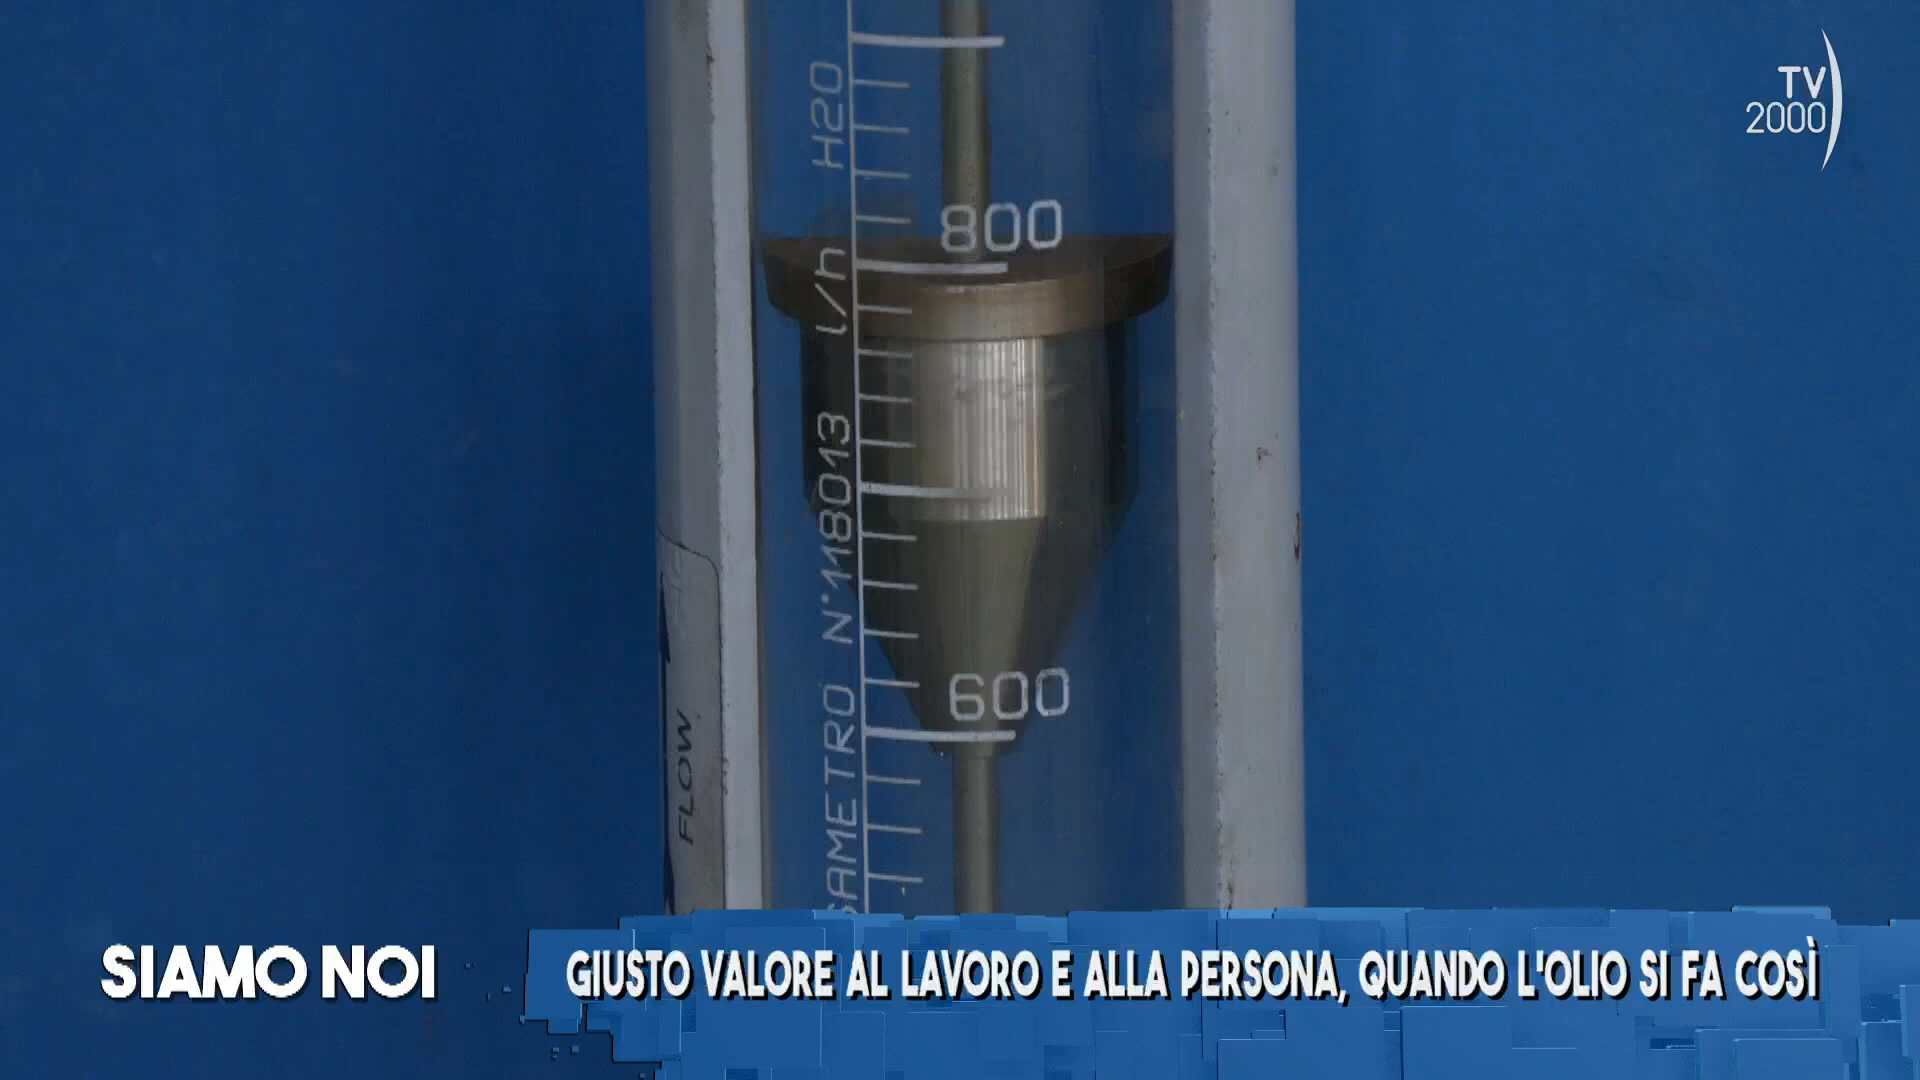 TV
2000
H2O
800
l/h
N°118013
600
SAMETRO
FLOW
SIAMO NOI
GIUSTO VALORE AL LAVORO E ALLA PERSONA, QUANDO L'OLIO SI FA COSÌ